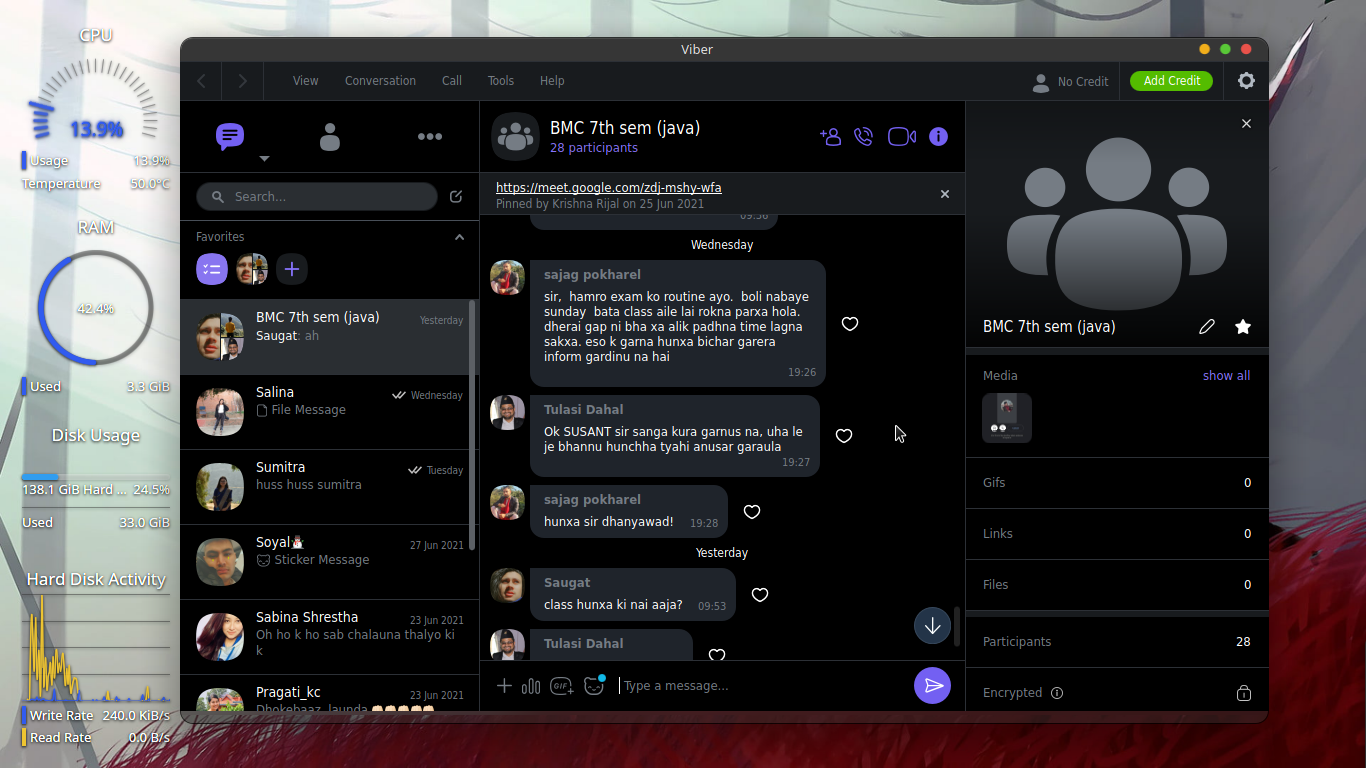 CPU
13.9%
Usage 13.9%
Temperature 50.0°C
RAM
42.4%
Used 3.3 GiB
Disk Usage
138.1 GiB Hard ... 24.5%
Used 33.0 GiB
Hard Disk Activity
Write Rate 240.0 KiB/s
Read Rate 0.0 B/s
Viber
View Conversation Call Tools Help
No Credit Add Credit
Search...
Favorites
BMC 7th sem (java) Yesterday
Saugat: ah
Salina Wednesday
File Message
Sumitra Tuesday
huss huss sumitra
Soyal⛄ 27 Jun 2021
Sticker Message
Sabina Shrestha 23 Jun 2021
Oh ho k ho sab chalauna thalyo ki
k
Pragati_kc 23 Jun 2021
Dhokebaaz launda
BMC 7th sem (java)
28 participants
https://meet.google.com/zdj-mshy-wfa
Pinned by Krishna Rijal on 25 Jun 2021
09:56
Wednesday
sajag pokharel
sir, hamro exam ko routine ayo. boli nabaye
sunday bata class aile lai rokna parxa hola.
dherai gap ni bha xa alik padhna time lagna
sakxa. eso k garna hunxa bichar garera
inform gardinu na hai
19:26
Tulasi Dahal
Ok SUSANT sir sanga kura garnus na, uha le
je bhannu hunchha tyahi anusar garaula
19:27
sajag pokharel
hunxa sir dhanyawad! 19:28
Yesterday
Saugat
class hunxa ki nai aaja? 09:53
Tulasi Dahal
GIF
Type a message...
BMC 7th sem (java)
Media show all
Gifs 0
Links 0
Files 0
Participants 28
Encrypted